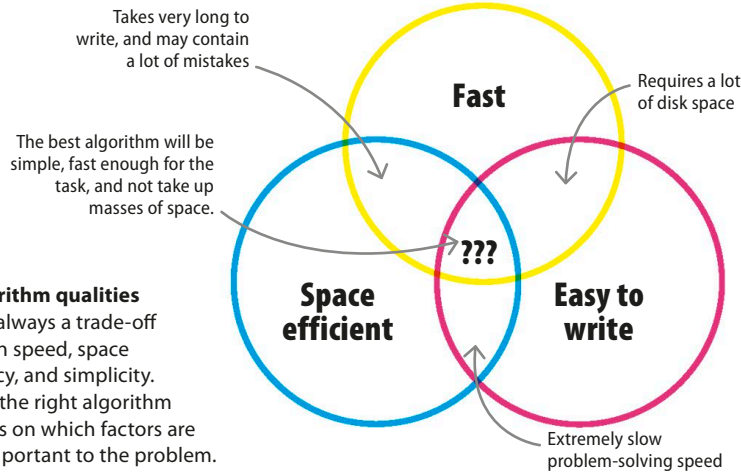 Takes very long to
write, and may contain
a lot of mistakes
Fast
Requires a lot
of disk space
The best algorithm will be
simple, fast enough for the
task, and not take up
masses of space.
???
Space
efficient
Easy to
write
qualities
always a trade-off
speed, space
and simplicity.
the right algorithm
on which factors are
to the problem.
Extremely slow
problem-solving speed